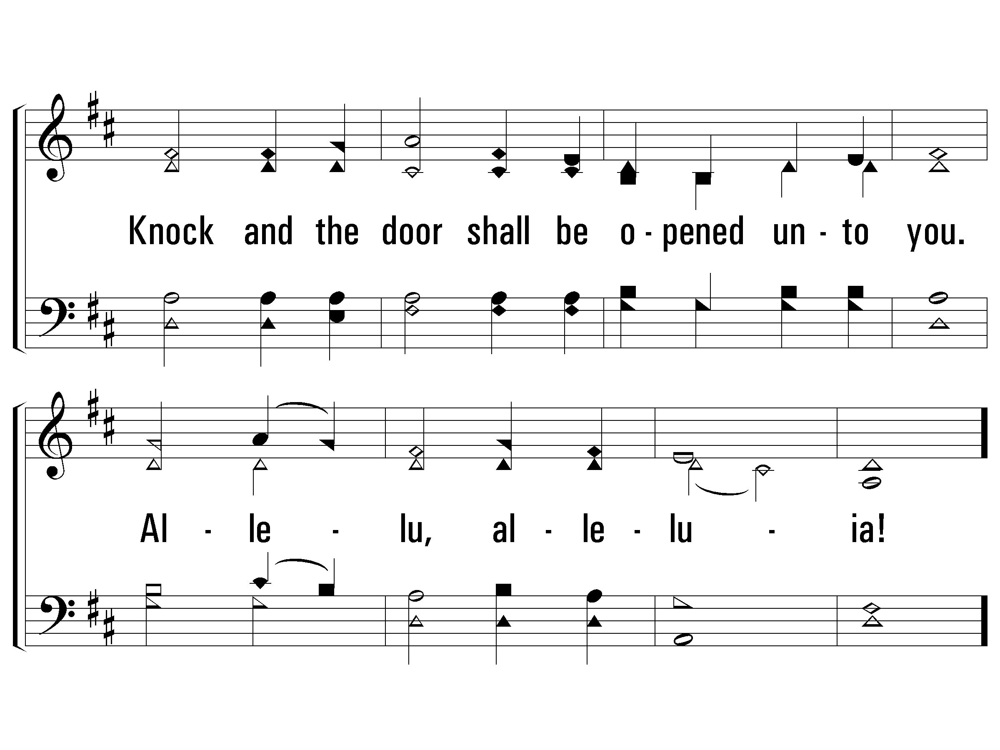 Knock and the door shall be o - pened un - to you.
Al - le - lu, al - le - lu - ia!